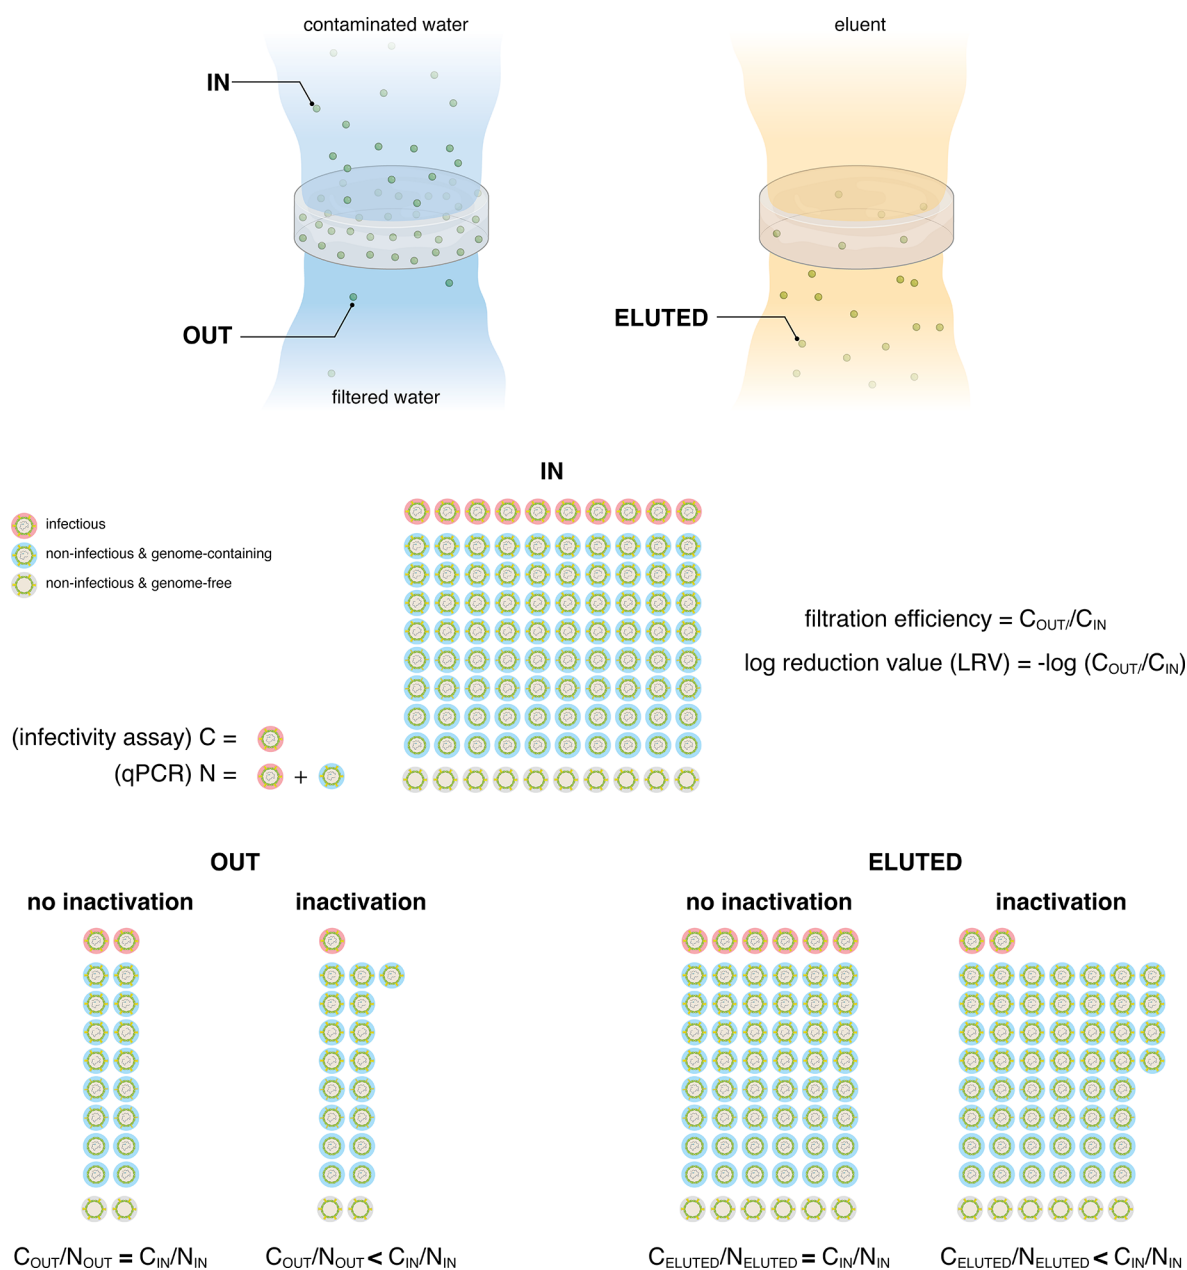 contaminated water
eluent
IN
OUT
ELUTED
filtered water
IN
infectious
non-infectious & genome-containing
non-infectious & genome-free
filtration efficiency = C_OUT//C_IN
log reduction value (LRV) = -log (C_OUT//C_IN)
(infectivity assay) C =
(qPCR) N = +
OUT
ELUTED
no inactivation
inactivation
no inactivation
inactivation
C_OUT/N_OUT = C_IN/N_IN
C_OUT/N_OUT < C_IN/N_IN
C_ELUTED/N_ELUTED = C_IN/N_IN
C_ELUTED/N_ELUTED < C_IN/N_IN